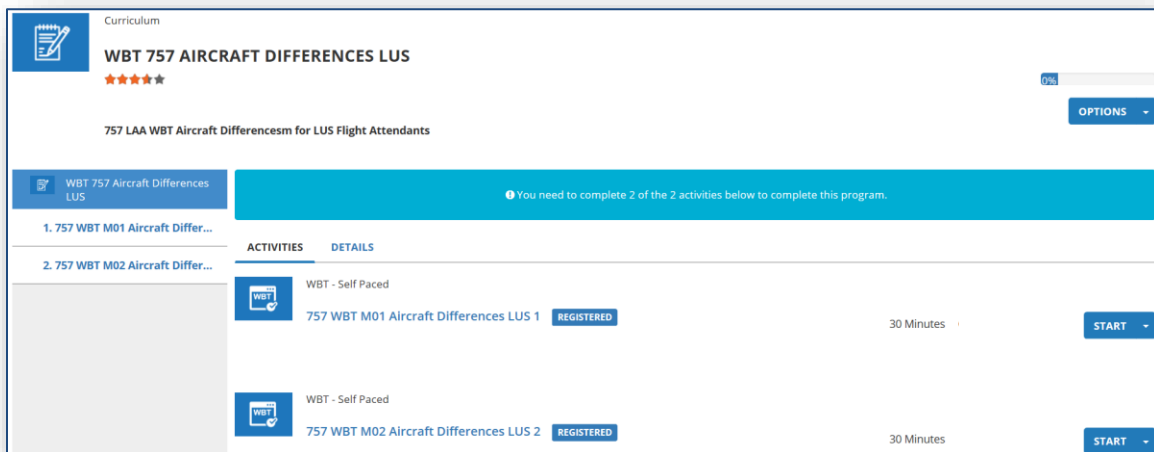 Curriculum
WBT 757 AIRCRAFT DIFFERENCES LUS
0%
OPTIONS
757 LAA WBT Aircraft Differencesm for LUS Flight Attendants
WBT 757 Aircraft Differences
LUS
You need to complete 2 of the 2 activities below to complete this program.
1. 757 WBT M01 Aircraft Differ...
2. 757 WBT M02 Aircraft Differ...
ACTIVITIES DETAILS
WBT
WBT - Self Paced
757 WBT M01 Aircraft Differences LUS 1 REGISTERED
30 Minutes
START
WBT
WBT - Self Paced
757 WBT M02 Aircraft Differences LUS 2 REGISTERED
30 Minutes
START